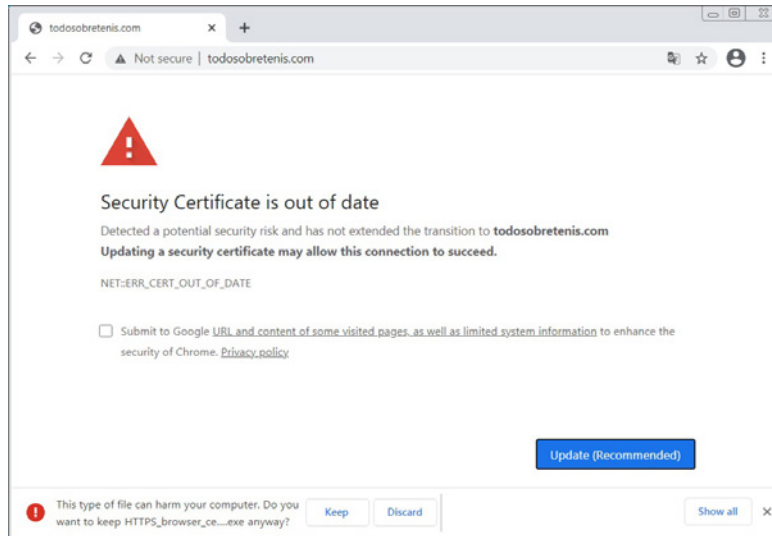 todosobretenis.com
Not secure | todosobretenis.com
Security Certificate is out of date
Detected a potential security risk and has not extended the transition to todosobretenis.com
Updating a security certificate may allow this connection to succeed.
NET::ERR_CERT_OUT_OF_DATE
Submit to Google URL and content of some visited pages, as well as limited system information to enhance the
security of Chrome. Privacy policy
Update (Recommended)
This type of file can harm your computer. Do you
want to keep HTTPS_browser_ce....exe anyway?
Keep
Discard
Show all